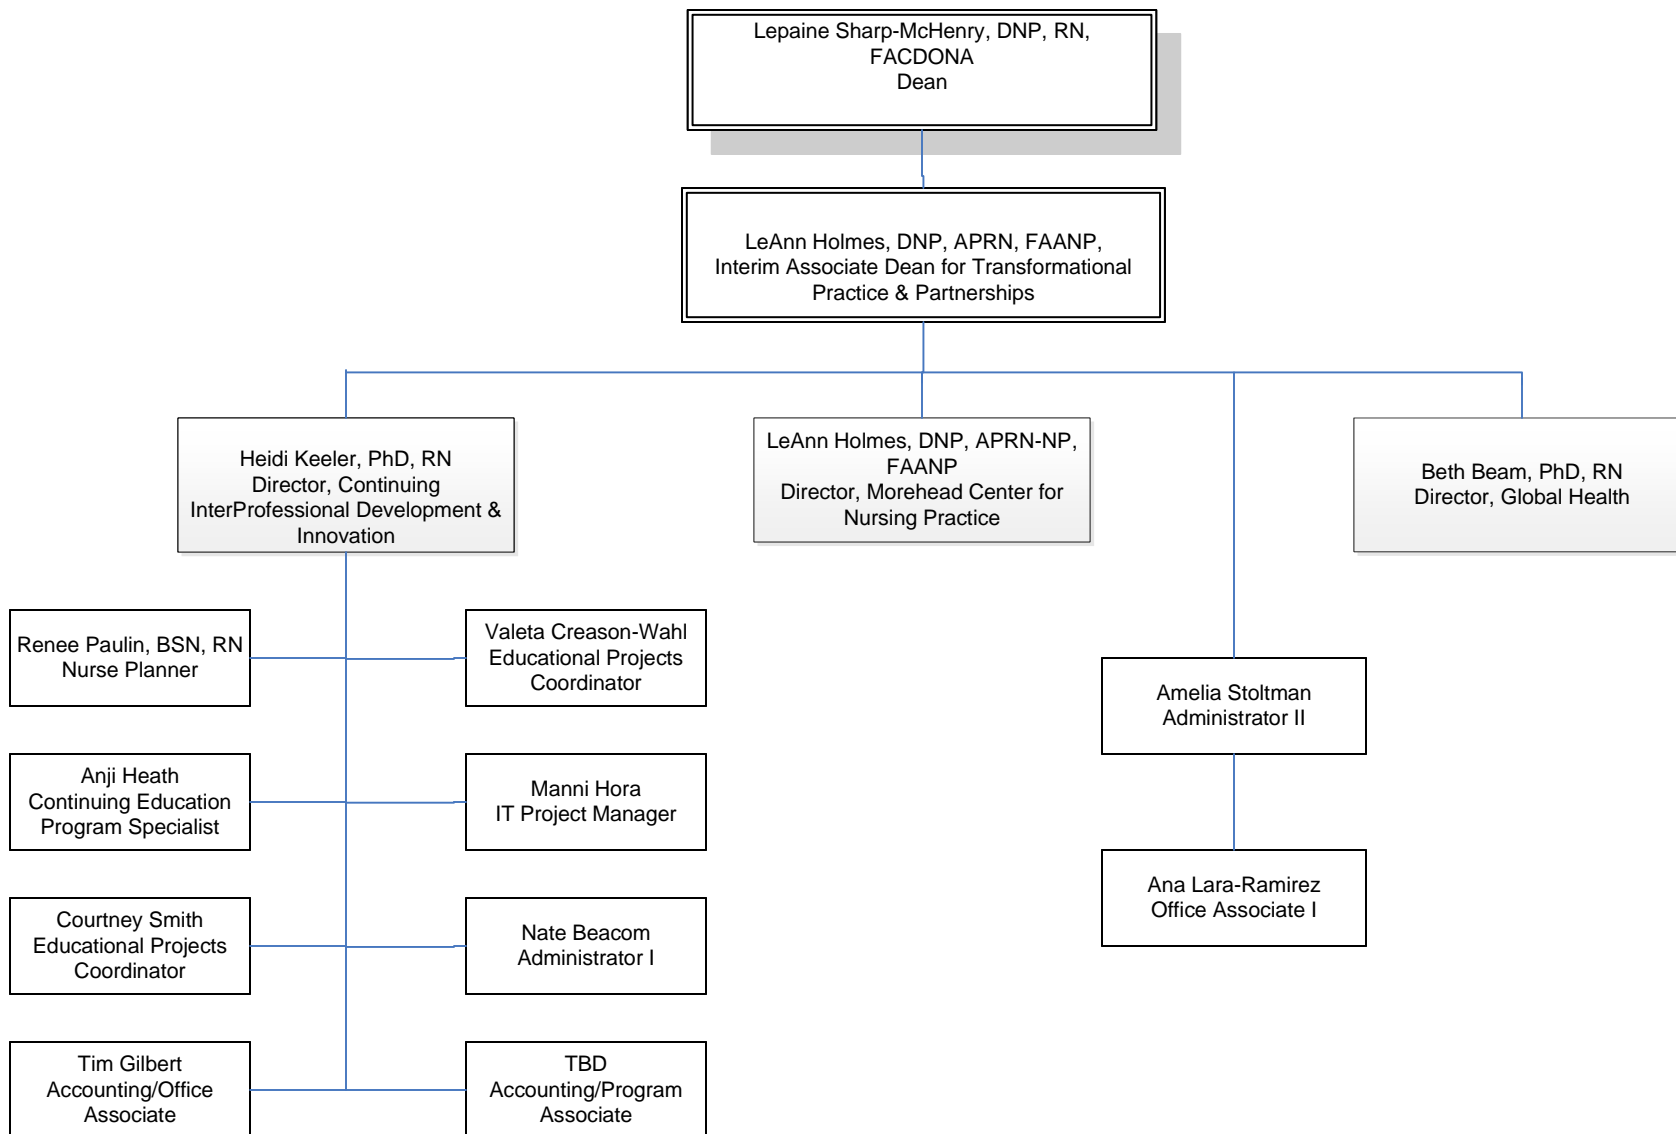 Lepaine Sharp-McHenry, DNP, RN,
FACDONA
Dean
LeAnn Holmes, DNP, APRN, FAANP,
Interim Associate Dean for Transformational
Practice & Partnerships
Heidi Keeler, PhD, RN
Director, Continuing
InterProfessional Development &
Innovation
LeAnn Holmes, DNP, APRN-NP,
FAANP
Director, Morehead Center for
Nursing Practice
Beth Beam, PhD, RN
Director, Global Health
Renee Paulin, BSN, RN
Nurse Planner
Valeta Creason-Wahl
Educational Projects
Coordinator
Amelia Stoltman
Administrator II
Anji Heath
Continuing Education
Program Specialist
Manni Hora
IT Project Manager
Ana Lara-Ramirez
Office Associate I
Courtney Smith
Educational Projects
Coordinator
Nate Beacom
Administrator I
Tim Gilbert
Accounting/Office
Associate
TBD
Accounting/Program
Associate